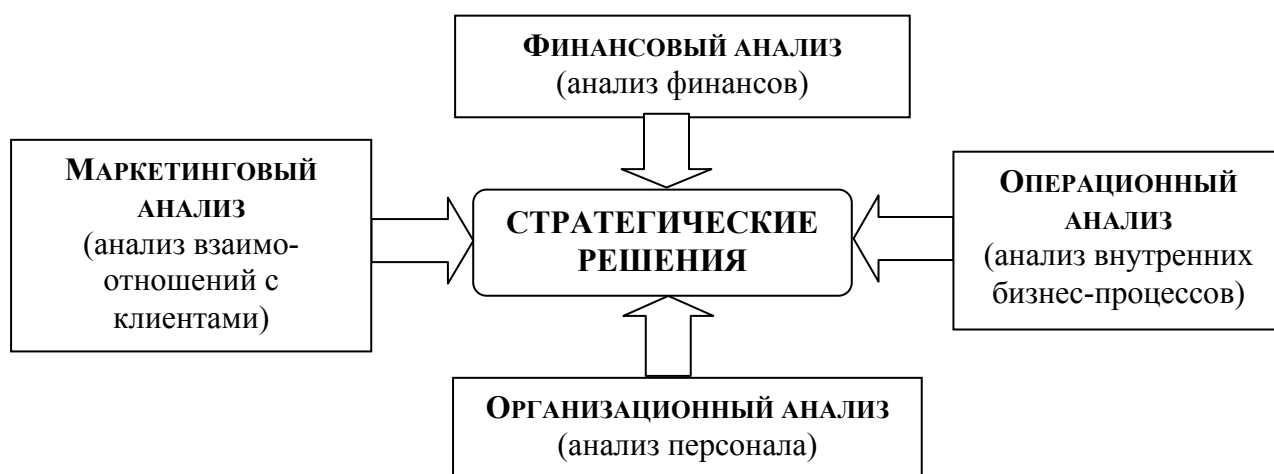 ФИНАНСОВЫЙ АНАЛИЗ
(анализ финансов)
МАРКЕТИНГОВЫЙ
АНАЛИЗ
(анализ взаимо-
отношений с
клиентами)
СТРАТЕГИЧЕСКИЕ
РЕШЕНИЯ
ОПЕРАЦИОННЫЙ
АНАЛИЗ
(анализ внутренних
бизнес-процессов)
ОРГАНИЗАЦИОННЫЙ АНАЛИЗ
(анализ персонала)